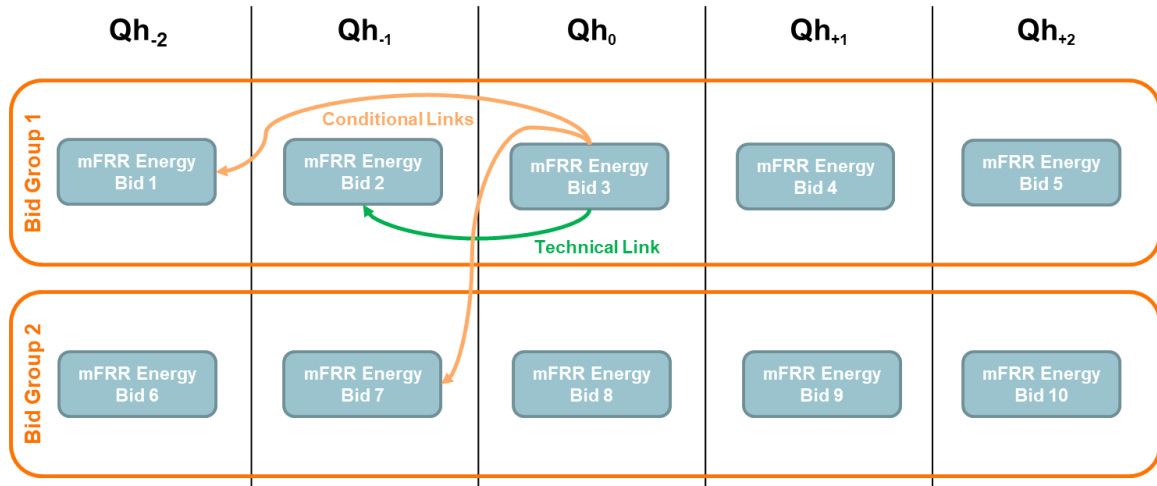 Qh-2 Qh-1 Qh0 Qh+1 Qh+2
Bid Group 1
Conditional Links
mFRR Energy
Bid 1
mFRR Energy
Bid 2
mFRR Energy
Bid 3
mFRR Energy
Bid 4
mFRR Energy
Bid 5
Technical Link
Bid Group 2
mFRR Energy
Bid 6
mFRR Energy
Bid 7
mFRR Energy
Bid 8
mFRR Energy
Bid 9
mFRR Energy
Bid 10